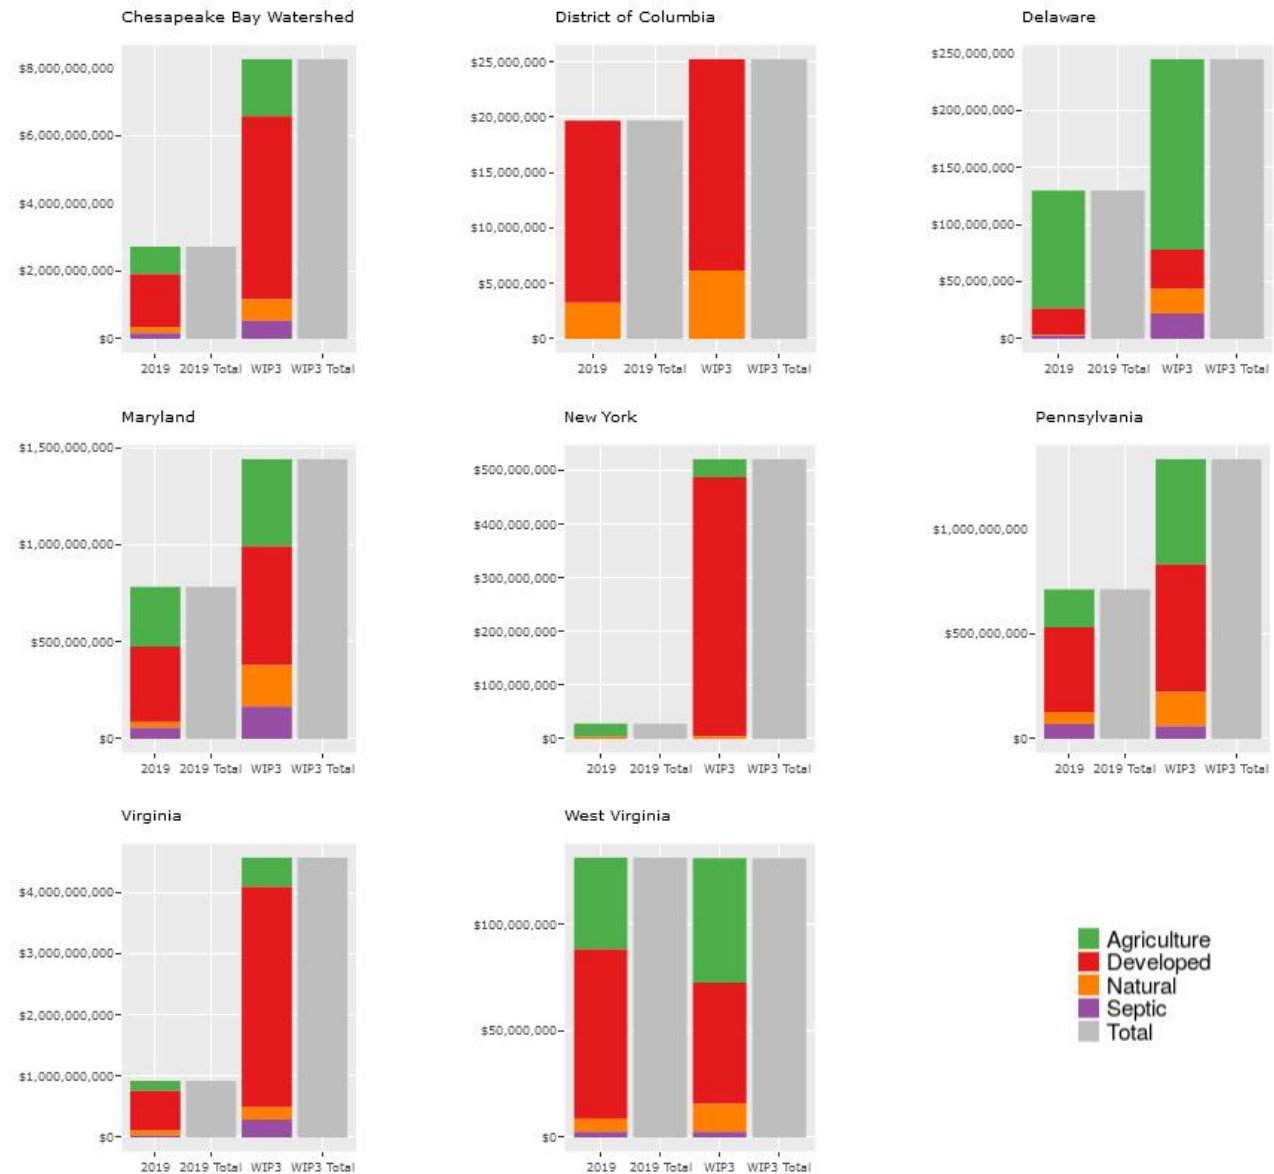 Chesapeake Bay Watershed
$8,000,000,000
$6,000,000,000
$4,000,000,000
$2,000,000,000
$0
2019 2019 Total WIP3 WIP3 Total
District of Columbia
$25,000,000
$20,000,000
$15,000,000
$10,000,000
$5,000,000
$0
2019 2019 Total WIP3 WIP3 Total
Delaware
$250,000,000
$200,000,000
$150,000,000
$100,000,000
$50,000,000
$0
2019 2019 Total WIP3 WIP3 Total
Maryland
$1,500,000,000
$1,000,000,000
$500,000,000
$0
2019 2019 Total WIP3 WIP3 Total
New York
$500,000,000
$400,000,000
$300,000,000
$200,000,000
$100,000,000
$0
2019 2019 Total WIP3 WIP3 Total
Pennsylvania
$1,000,000,000
$500,000,000
$0
2019 2019 Total WIP3 WIP3 Total
Virginia
$4,000,000,000
$3,000,000,000
$2,000,000,000
$1,000,000,000
$0
2019 2019 Total WIP3 WIP3 Total
West Virginia
$100,000,000
$50,000,000
$0
2019 2019 Total WIP3 WIP3 Total
Agriculture
Developed
Natural
Septic
Total